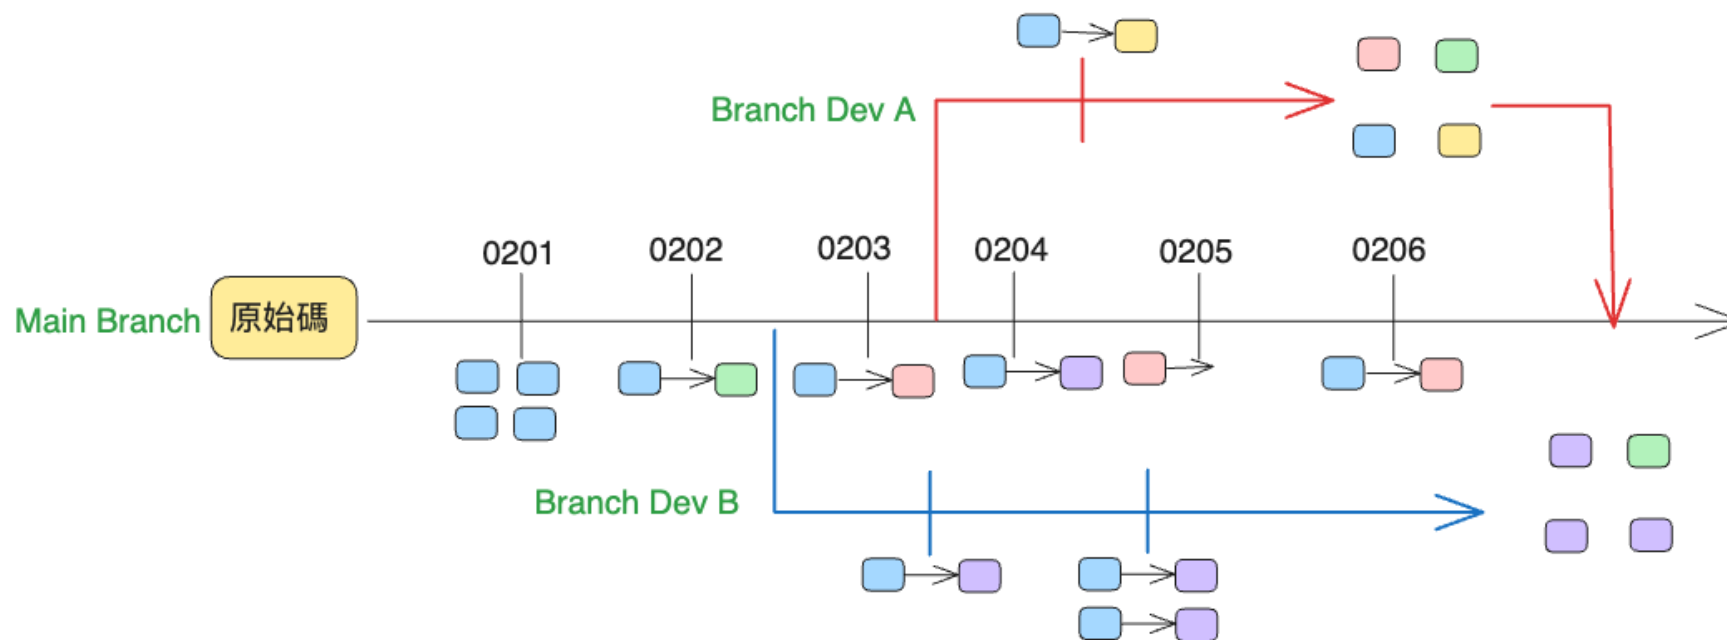 Branch Dev A
0201
0202
0203
0204
0205
0206
Main Branch
原始碼
Branch Dev B